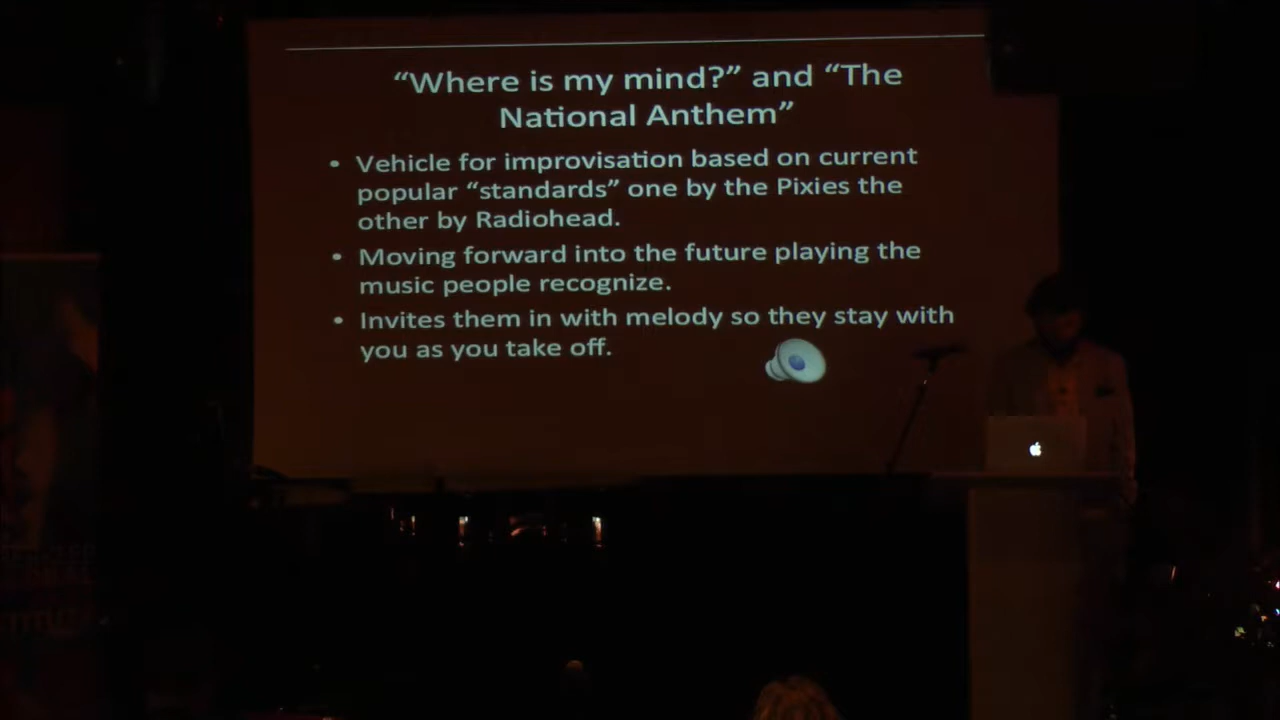 “Where is my mind?” and “The
National Anthem”
• Vehicle for improvisation based on current
popular “standards” one by the Pixies the
other by Radiohead.
• Moving forward into the future playing the
music people recognize.
• Invites them in with melody so they stay with
you as you take off.